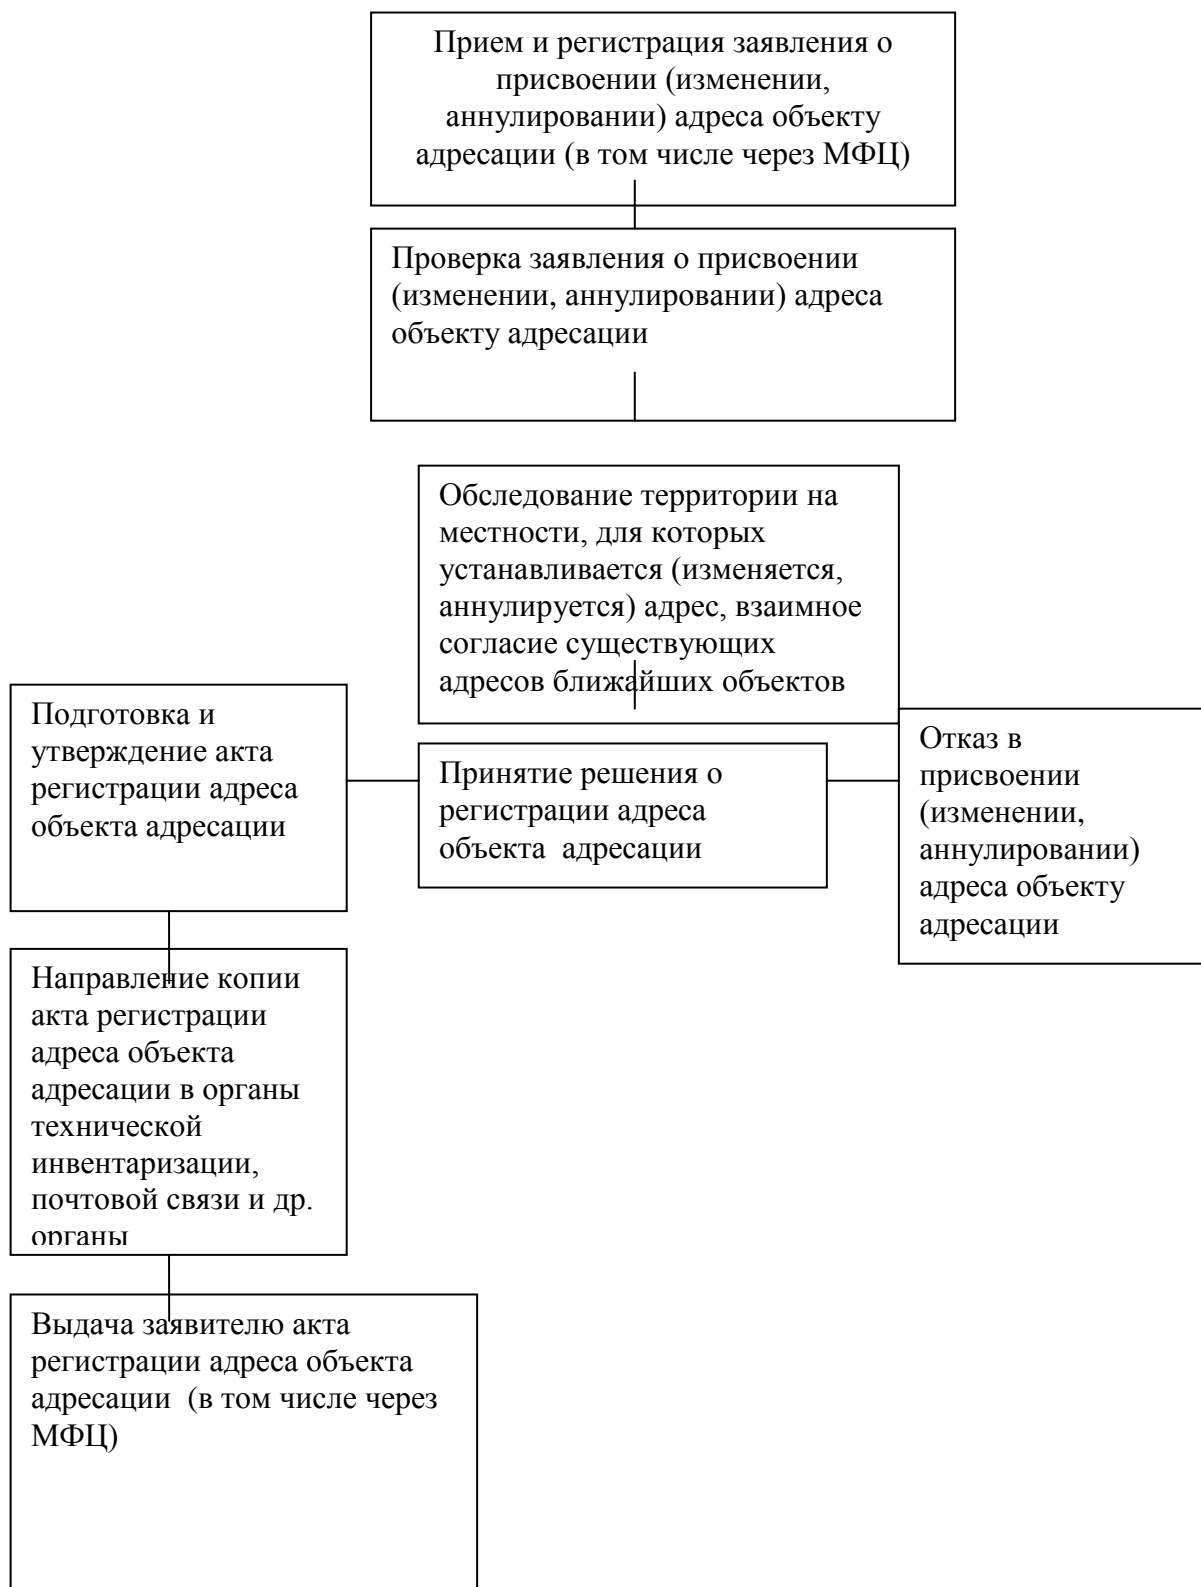 Прием и регистрация заявления о
присвоении (изменении,
аннулировании) адреса объекту
адресации (в том числе через МФЦ)
Проверка заявления о присвоении
(изменении, аннулировании) адреса
объекту адресации
Обследование территории на
местности, для которых
устанавливается (изменяется,
аннулируется) адрес, взаимное
согласие существующих
адресов ближайших объектов
Подготовка и
утверждение акта
регистрации адреса
объекта адресации
Принятие решения о
регистрации адреса
объекта адресации
Отказ в
присвоении
(изменении,
аннулировании)
адреса объекту
адресации
Направление копии
акта регистрации
адреса объекта
адресации в органы
технической
инвентаризации,
почтовой связи и др.
органы
Выдача заявителю акта
регистрации адреса объекта
адресации (в том числе через
МФЦ)